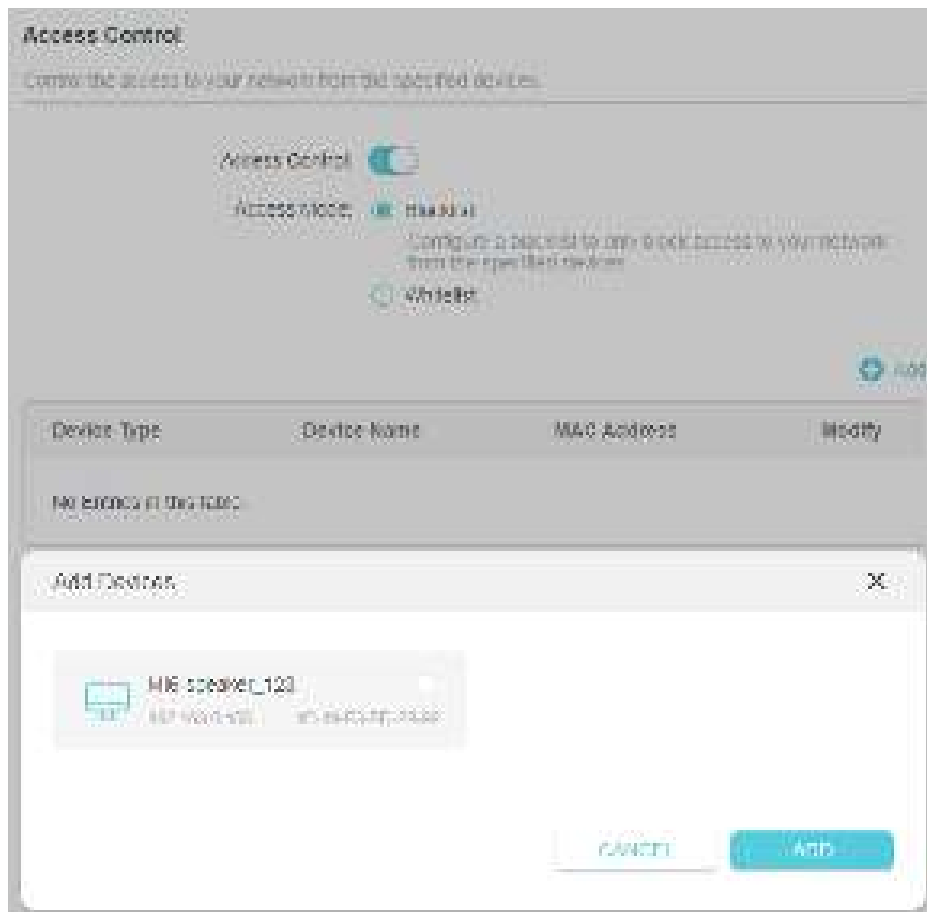 Access Control
Control the access to your network from the specified devices.
Access Control:
Access Mode: Blacklist
Configure a blacklist to only block access to your network
from the specified devices.
Whitelist
Add
Device Type Device Name MAC Address Modify
No Entries in this table.
Add Devices
speaker_123
CANCEL ADD